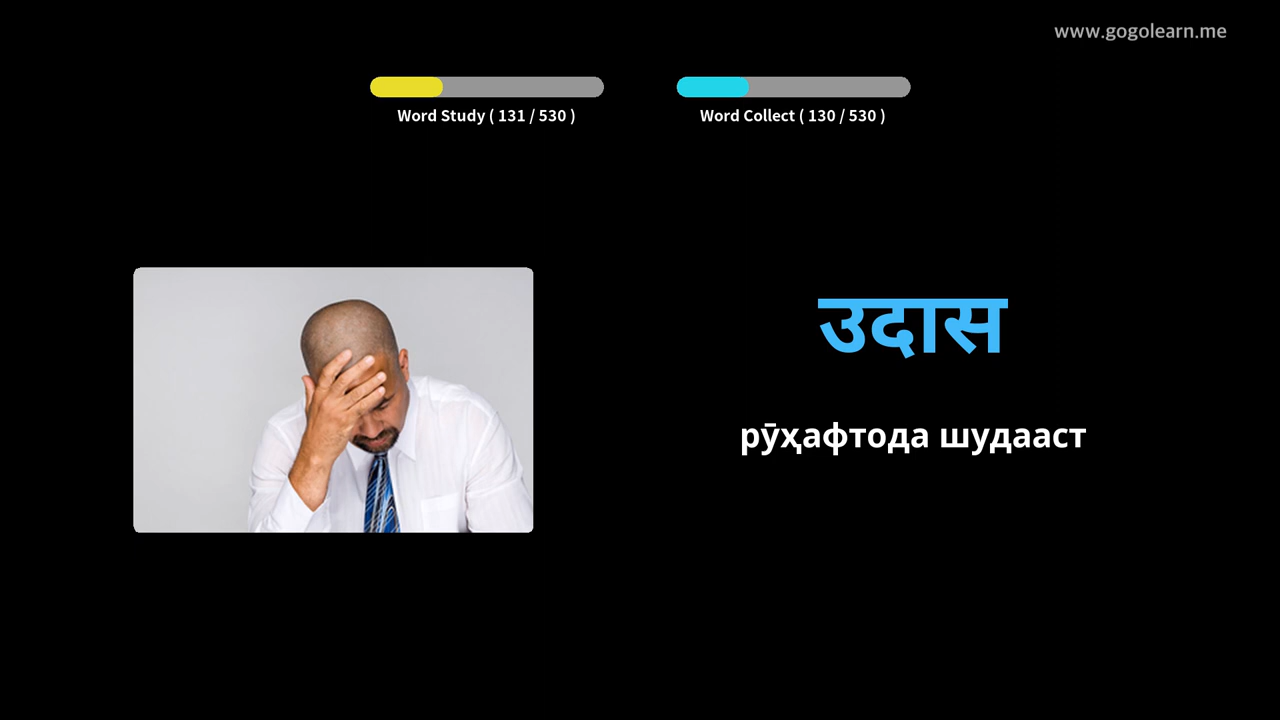 www.gogolearn.me
Word Study ( 131 / 530 )
Word Collect ( 130 / 530 )
उदास
рӯҳафтода шудааст